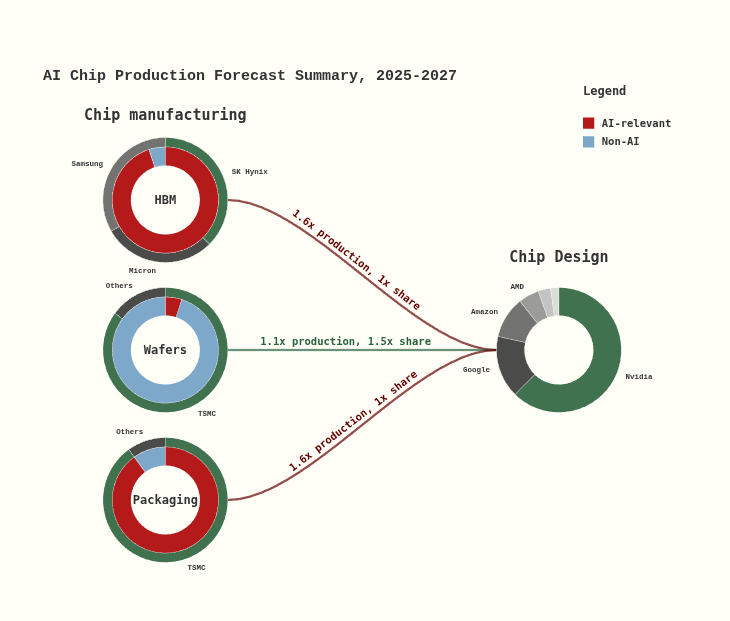 AI Chip Production Forecast Summary, 2025-2027
Legend
AI-relevant
Non-AI
Chip manufacturing
Samsung
SK Hynix
HBM
Micron
1.6x production, 1x share
Others
Wafers
TSMC
1.1x production, 1.5x share
Others
Packaging
TSMC
1.6x production, 1x share
Chip Design
AMD
Amazon
Google
Nvidia